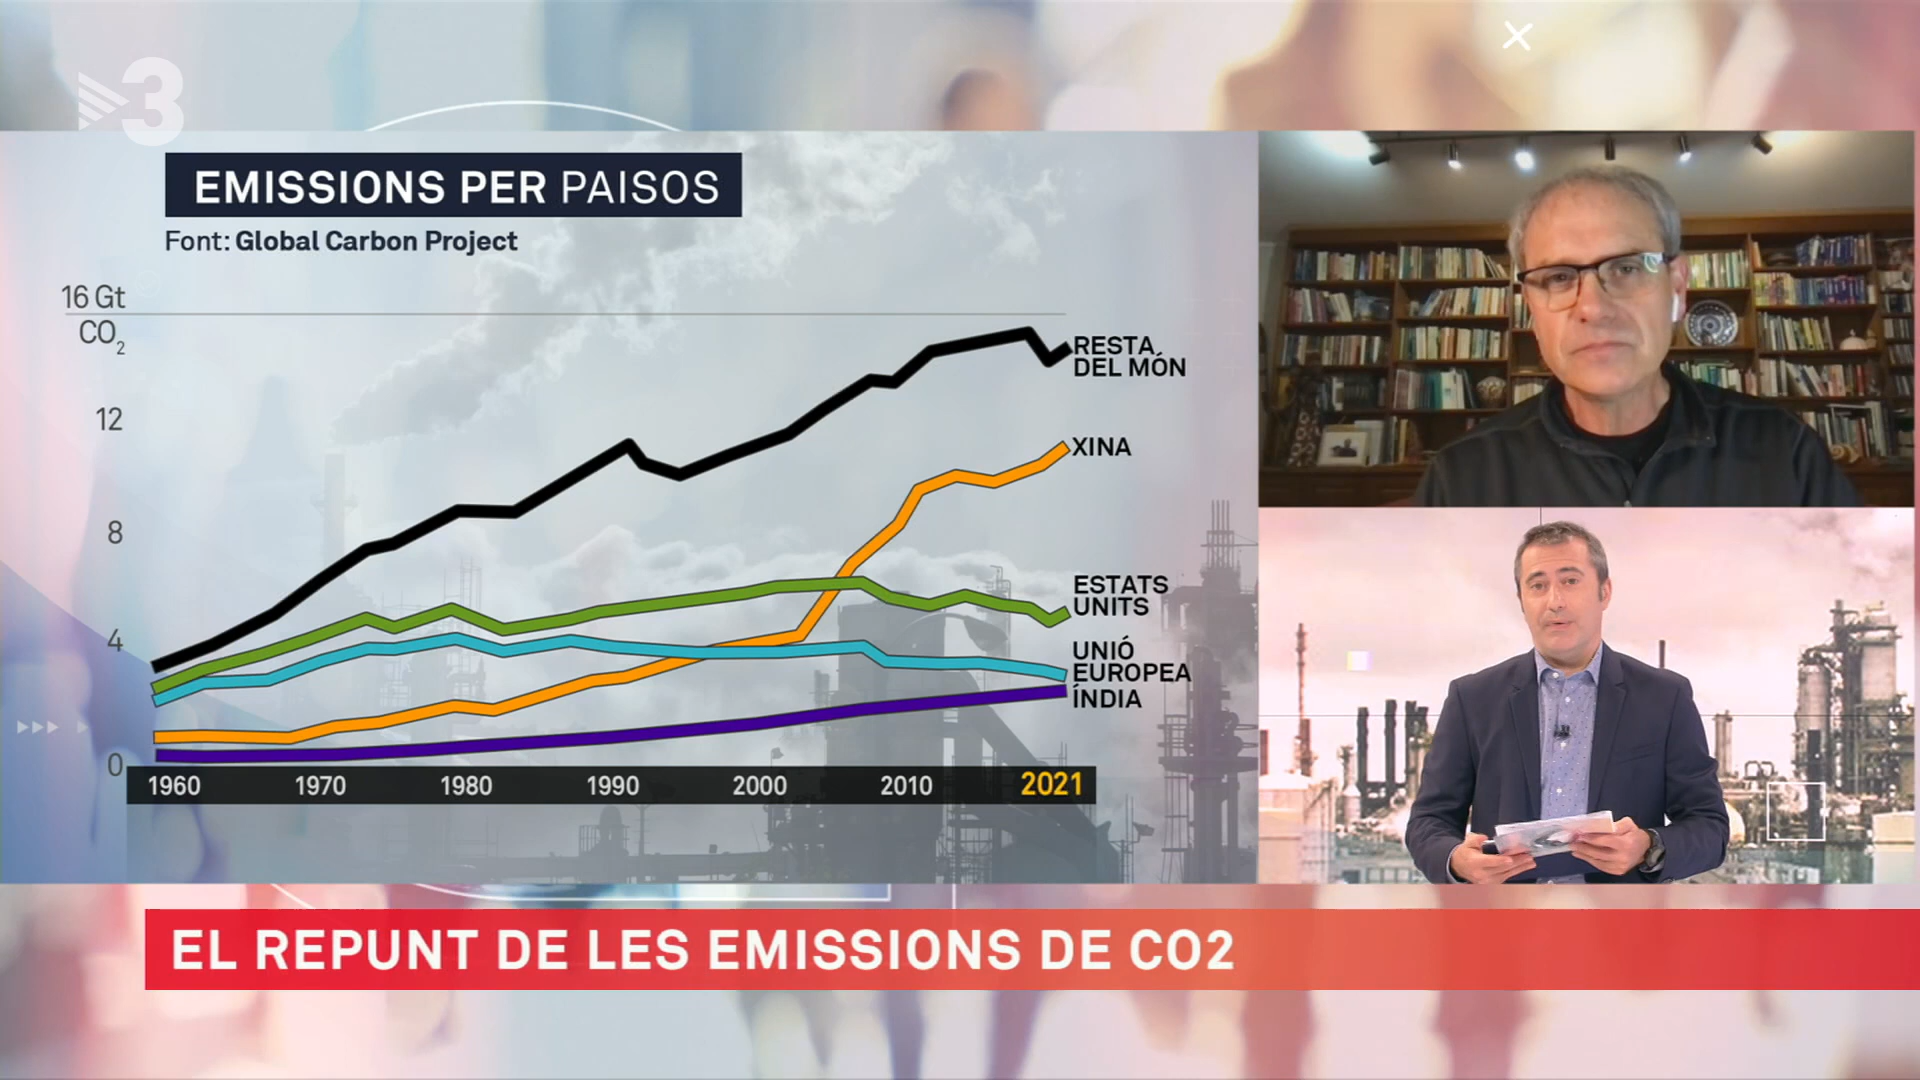 3
EMISSIONS PER PAISOS
Font: Global Carbon Project
16 Gt
CO2
12
8
4
0
RESTA
DEL MÓN
XINA
ESTATS
UNITS
UNIÓ
EUROPEA
ÍNDIA
1960 1970 1980 1990 2000 2010 2021
EL REPUNT DE LES EMISSIONS DE CO2